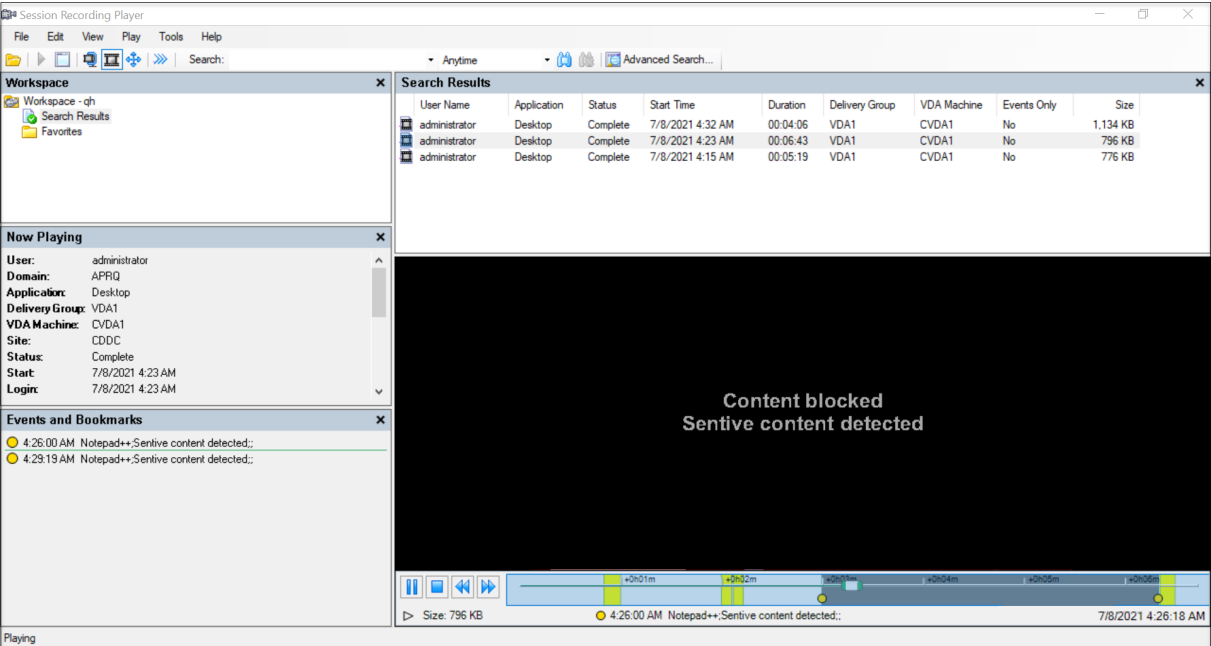 Session Recording Player
File Edit View Play Tools Help
Search: Anytime Advanced Search...
Workspace
Workspace - qh
Search Results
Favorites
Search Results
User Name Application Status Start Time Duration Delivery Group VDA Machine Events Only Size
administrator Desktop Complete 7/8/2021 4:32 AM 00:04:06 VDA1 CVDA1 No 1,134 KB
administrator Desktop Complete 7/8/2021 4:23 AM 00:06:43 VDA1 CVDA1 No 796 KB
administrator Desktop Complete 7/8/2021 4:15 AM 00:05:19 VDA1 CVDA1 No 776 KB
Now Playing
User: administrator
Domain: APRQ
Application: Desktop
Delivery Group: VDA1
VDA Machine: CVDA1
Site: CDDC
Status: Complete
Start: 7/8/2021 4:23 AM
Login: 7/8/2021 4:23 AM
Events and Bookmarks
4:26:00 AM Notepad++;Sentive content detected;;
4:29:19 AM Notepad++;Sentive content detected;;
Content blocked
Sentive content detected
+0h01m +0h02m +0h03m +0h04m +0h05m +0h06m
Size: 796 KB 4:26:00 AM Notepad++;Sentive content detected;; 7/8/2021 4:26:18 AM
Playing